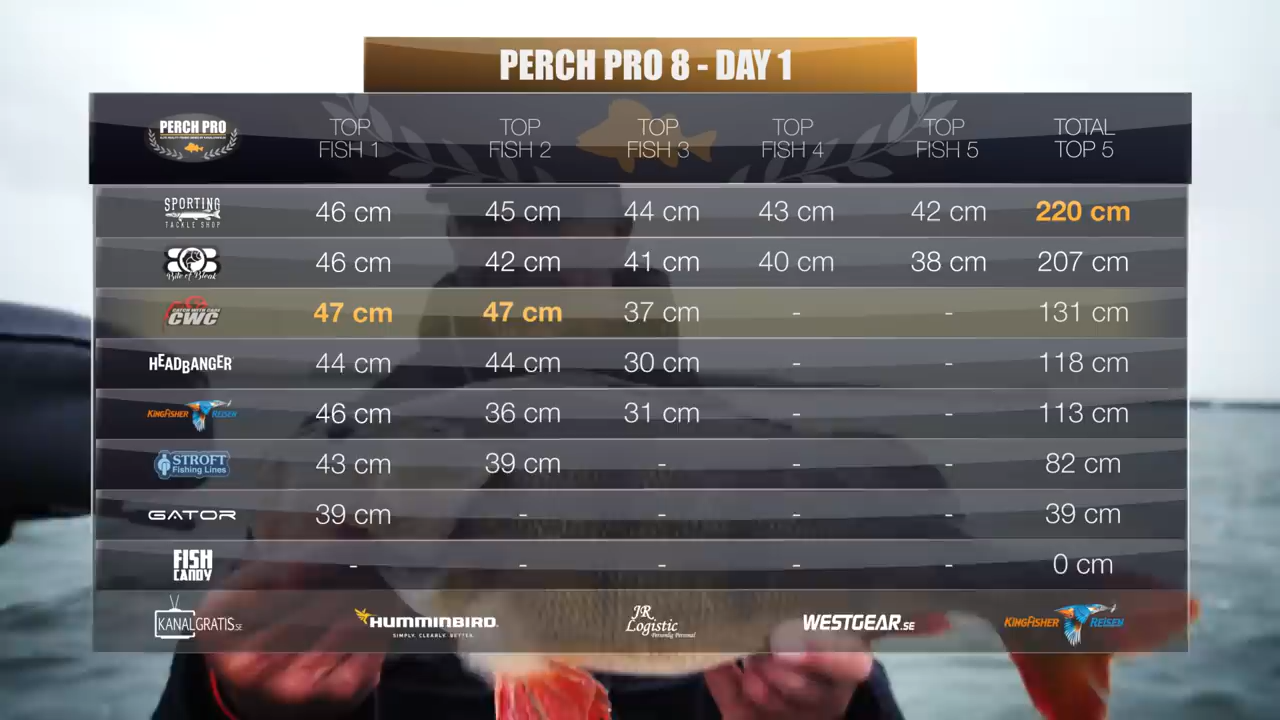 PERCH PRO 8 - DAY 1
PERCH PRO
TOP FISH 1
TOP FISH 2
TOP FISH 3
TOP FISH 4
TOP FISH 5
TOTAL TOP 5
SPORTING
TACKLE SHOP
46 cm 45 cm 44 cm 43 cm 42 cm 220 cm
Bite of Bleak
46 cm 42 cm 41 cm 40 cm 38 cm 207 cm
CATCH WITH CARE
CWC
47 cm 47 cm 37 cm - - 131 cm
HEADBANGER 44 cm 44 cm 30 cm - - 118 cm
KINGFISHER REISEN 46 cm 36 cm 31 cm - - 113 cm
STROFT
Fishing Lines
43 cm 39 cm - - - 82 cm
GATOR 39 cm - - - - 39 cm
FISH
CANDY
- - - - - 0 cm
KANALGRATIS.SE
HUMMINBIRD
SIMPLY. CLEARLY. BETTER.
JR
Logistic
Personlig Personal
WESTGEAR.SE
KINGFISHER REISEN